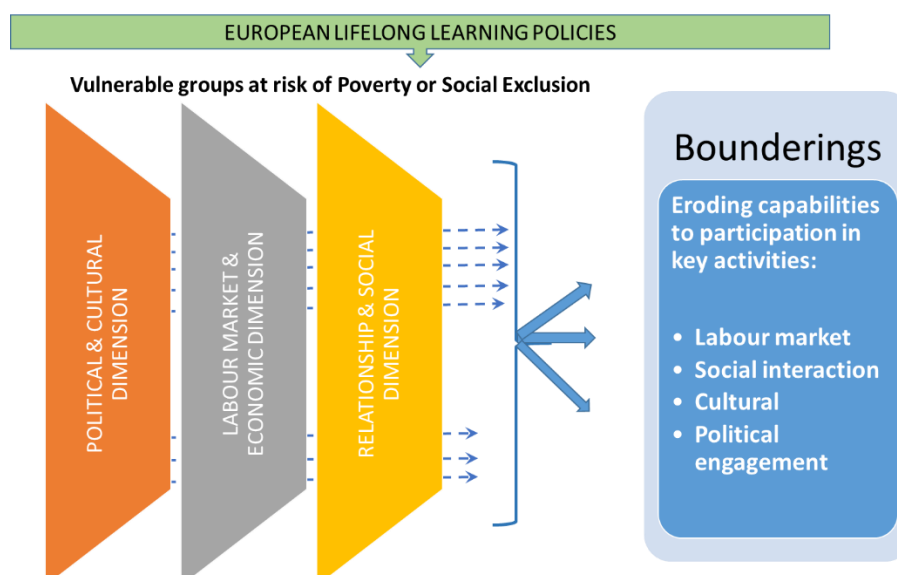 EUROPEAN LIFELONG LEARNING POLICIES
Vulnerable groups at risk of Poverty or Social Exclusion
POLITICAL & CULTURAL
DIMENSION
LABOUR MARKET &
ECONOMIC DIMENSION
RELATIONSHIP & SOCIAL
DIMENSION
Bounderings
Eroding capabilities
to participation in
key activities:
• Labour market
• Social interaction
• Cultural
• Political
engagement